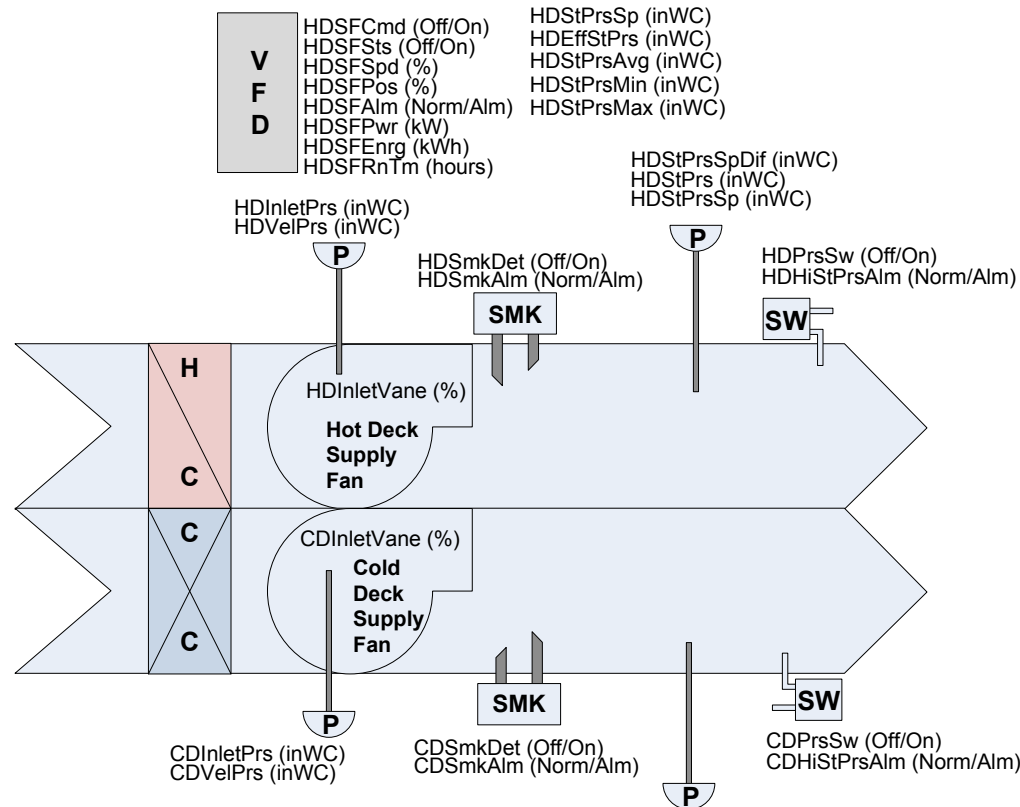 V
F
D
HDSFCmd (Off/On)
HDSFSts (Off/On)
HDSFSpd (%)
HDSFPos (%)
HDSFAlm (Norm/Alm)
HDSFPwr (kW)
HDSFEnrg (kWh)
HDSFRnTm (hours)
HDStPrsSp (inWC)
HDEffStPrs (inWC)
HDStPrsAvg (inWC)
HDStPrsMin (inWC)
HDStPrsMax (inWC)
HDStPrsSpDif (inWC)
HDStPrs (inWC)
HDStPrsSp (inWC)
HDInletPrs (inWC)
HDVelPrs (inWC)
P
P
HDSmkDet (Off/On)
HDSmkAlm (Norm/Alm)
SMK
HDPrsSw (Off/On)
HDHiStPrsAlm (Norm/Alm)
SW
H
C
HDInletVane (%)
Hot Deck
Supply
Fan
C
C
CDInletVane (%)
Cold
Deck
Supply
Fan
P
CDInletPrs (inWC)
CDVelPrs (inWC)
SMK
CDSmkDet (Off/On)
CDSmkAlm (Norm/Alm)
SW
CDPrsSw (Off/On)
CDHiStPrsAlm (Norm/Alm)
P